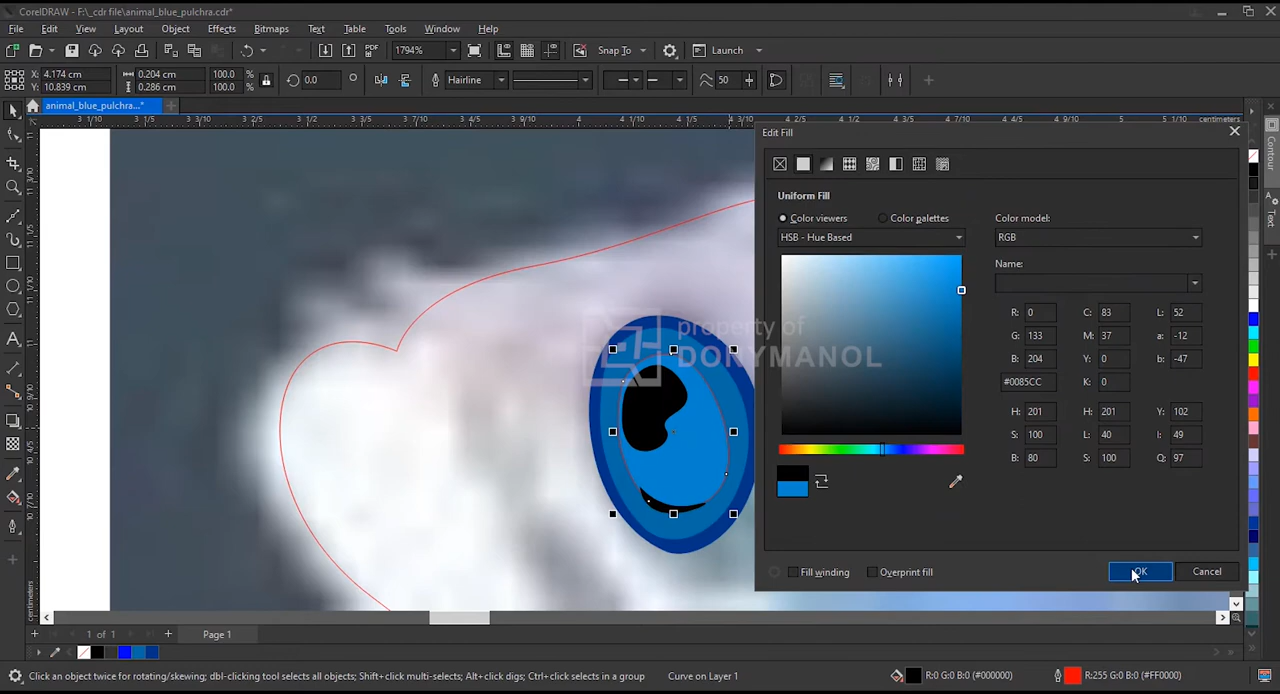 CorelDRAW - F:\_cdr file\animal_blue_pulchra.cdr*
File Edit View Layout Object Effects Bitmaps Text Table Tools Window Help
PDF 1794% Snap To Launch
X: 4.174 cm 0.204 cm 100.0 %
Y: 10.839 cm 0.286 cm 100.0 %
0.0 Hairline 50
animal_blue_pulchra...*
centimeters
Edit Fill
Uniform Fill
Color viewers Color palettes Color model:
HSB - Hue Based RGB
Name:
R: 0 C: 83 L: 52
G: 133 M: 37 a: -12
B: 204 Y: 0 b: -47
#0085CC K: 0
H: 201 H: 201 Y: 102
S: 100 L: 40 I: 49
B: 80 S: 100 Q: 97
Fill winding Overprint fill OK Cancel
property of
DORYMANOL
Contour
Text
centimeters
1 of 1 Page 1
Click an object twice for rotating/skewing; dbl-clicking tool selects all objects; Shift+click multi-selects; Alt+click digs; Ctrl+click selects in a group Curve on Layer 1 R:0 G:0 B:0 (#000000) R:255 G:0 B:0 (#FF0000)